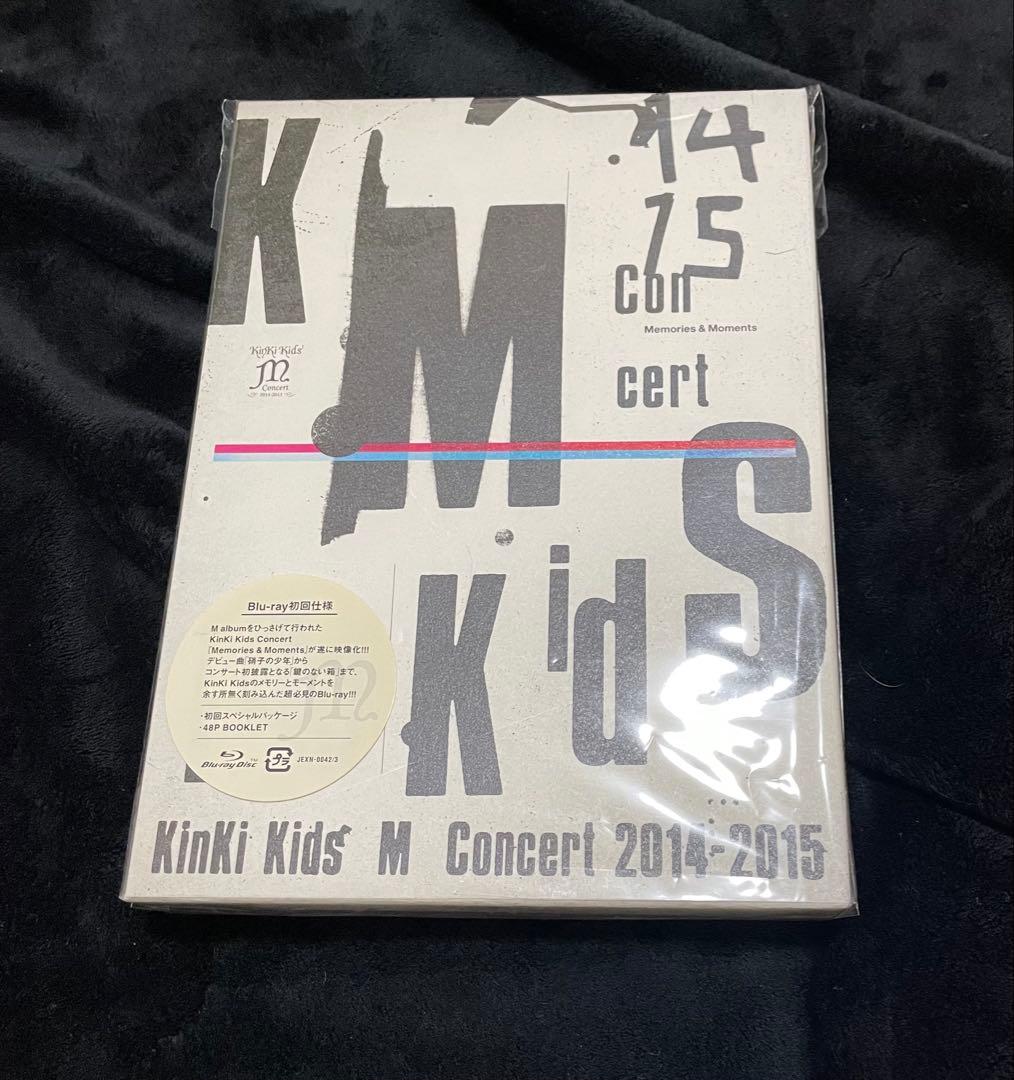 K
M
14
15
Con
Memories & Moments
cert
KinKi Kids'
M
Concert
2014-2015
S
Kid
Blu-ray初回仕様
M albumをひっさげて行われた
KinKi Kids Concert
「Memories & Moments」が遂に映像化!!!
デビュー曲「硝子の少年」から
コンサート初披露となる「鍵のない箱」まで、
KinKi Kidsのメモリーとモーメントを
余す所無く刻み込んだ超必見のBlu-ray!!!
・初回スペシャルパッケージ
・48P BOOKLET
Blu-ray Disc™
プラ
JEXN-0042/3
KinKi Kids' M Concert 2014-2015